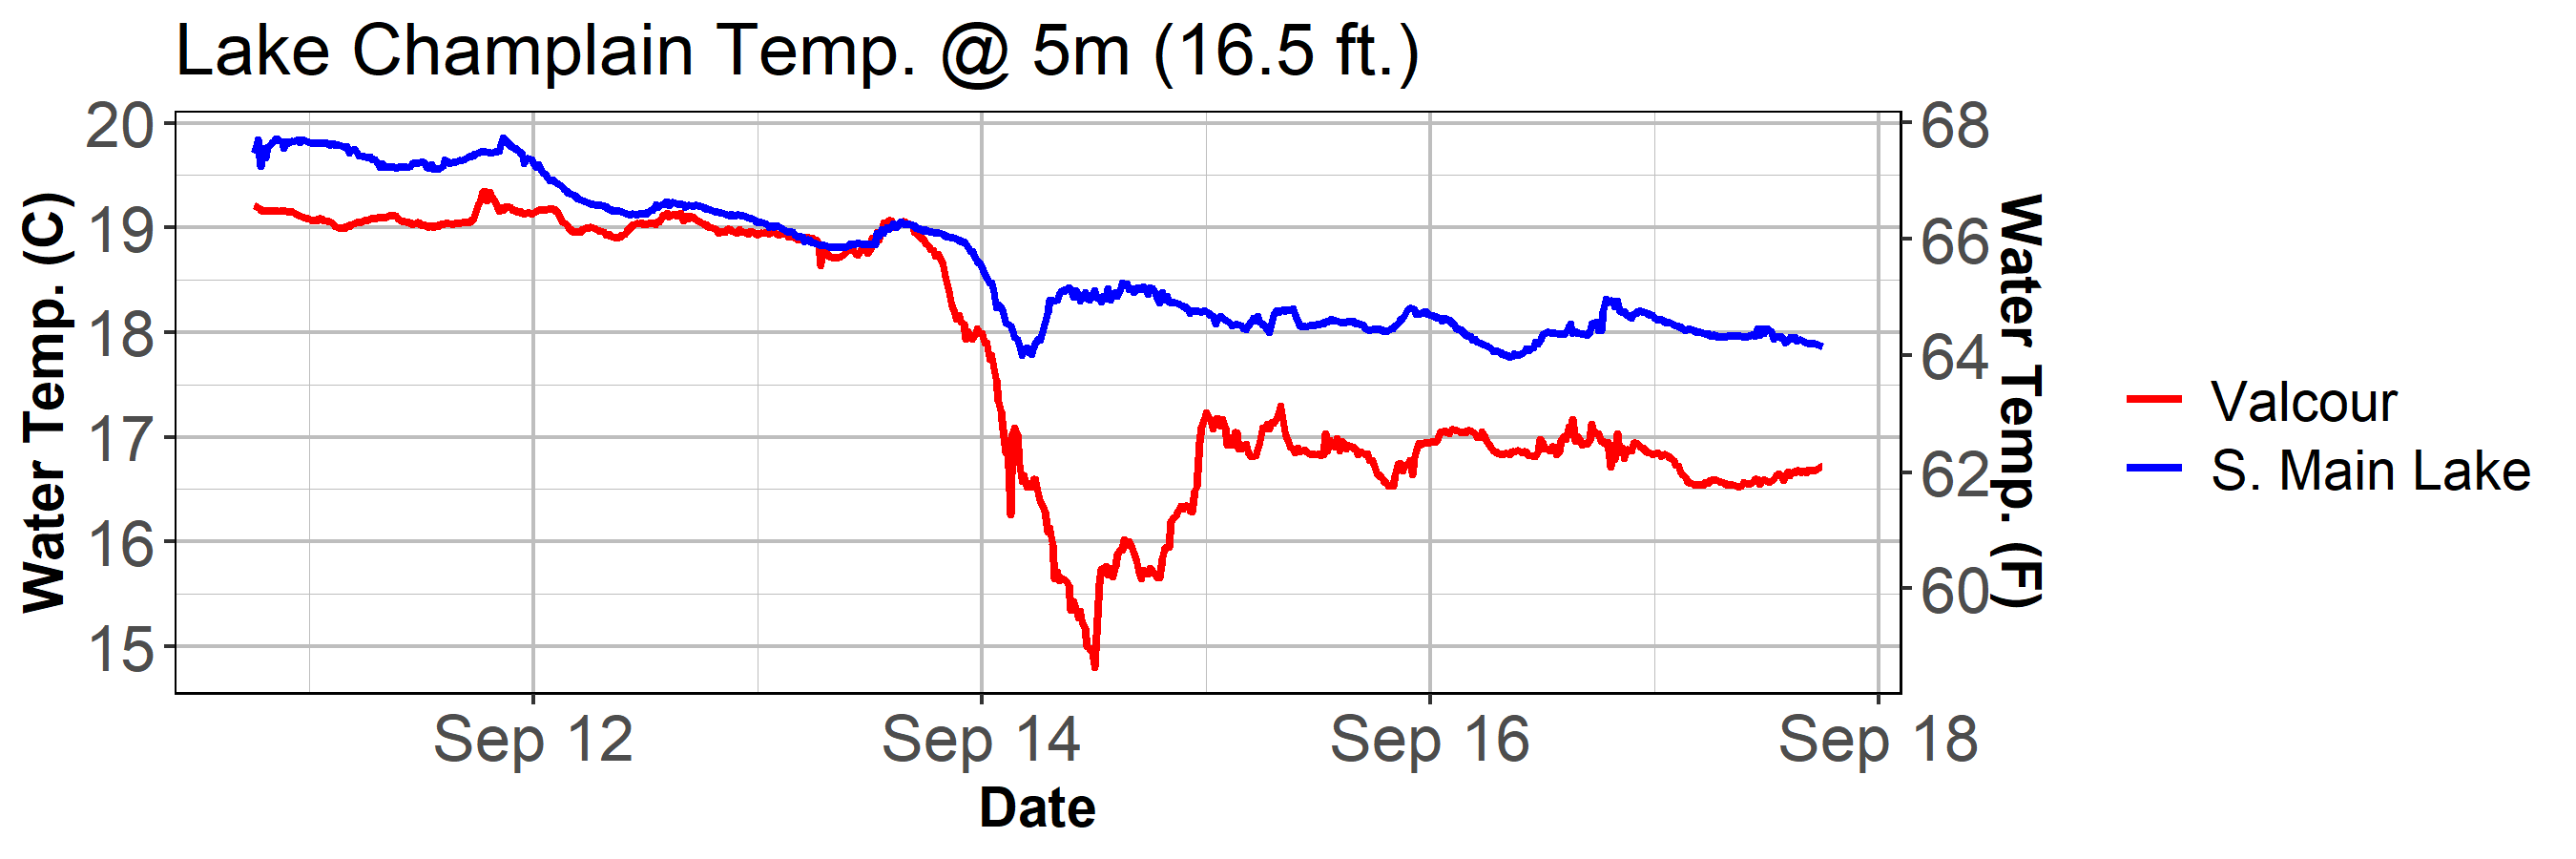 Lake Champlain Temp. @ 5m (16.5 ft.)
Water Temp. (C)
20
19
18
17
16
15
68
66
64
62
60
Water Temp. (F)
Sep 12
Sep 14
Sep 16
Sep 18
Date
Valcour
S. Main Lake